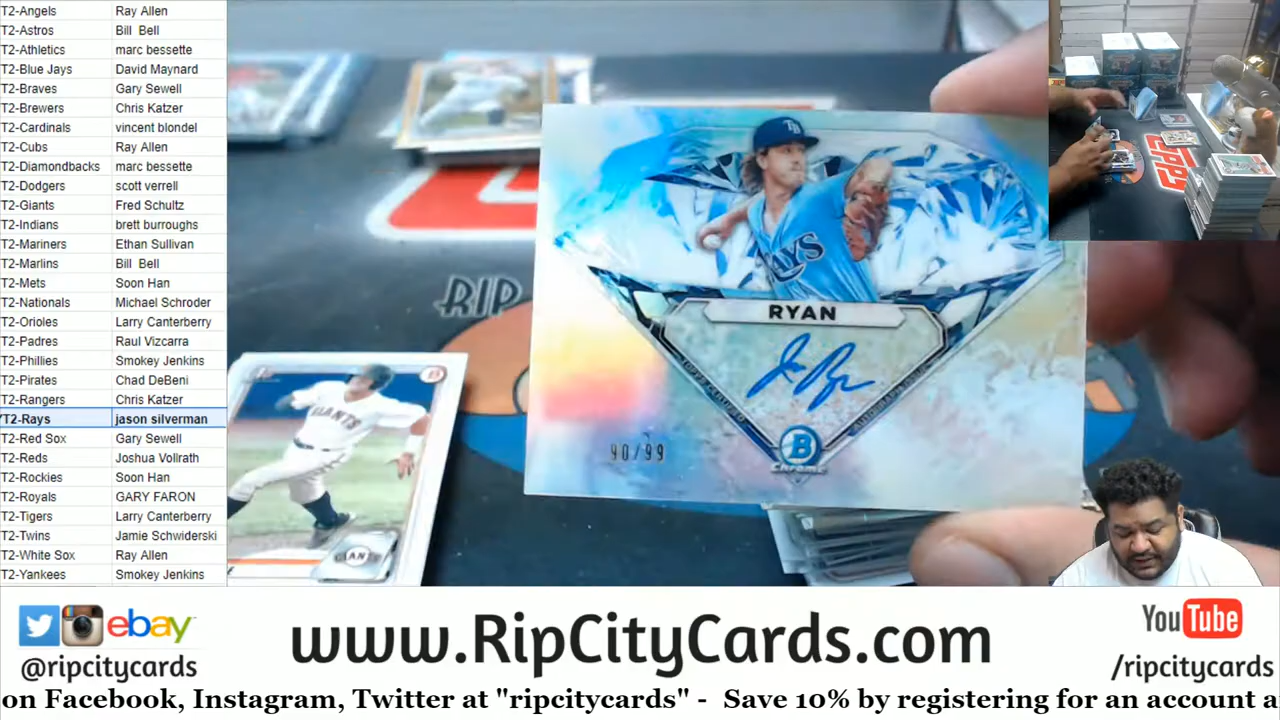 T2-Angels Ray Allen
T2-Astros Bill Bell
T2-Athletics marc bessette
T2-Blue Jays David Maynard
T2-Braves Gary Sewell
T2-Brewers Chris Katzer
T2-Cardinals vincent blondel
T2-Cubs Ray Allen
T2-Diamondbacks marc bessette
T2-Dodgers scott verrell
T2-Giants Fred Schultz
T2-Indians brett burroughs
T2-Mariners Ethan Sullivan
T2-Marlins Bill Bell
T2-Mets Soon Han
T2-Nationals Michael Schroder
T2-Orioles Larry Canterberry
T2-Padres Raul Vizcarra
T2-Phillies Smokey Jenkins
T2-Pirates Chad DeBeni
T2-Rangers Chris Katzer
T2-Rays jason silverman
T2-Red Sox Gary Sewell
T2-Reds Joshua Vollrath
T2-Rockies Soon Han
T2-Royals GARY FARON
T2-Tigers Larry Canterberry
T2-Twins Jamie Schwiderski
T2-White Sox Ray Allen
T2-Yankees Smokey Jenkins
TB
RAYS
RYAN
90/99
B
Chrome
RIP
GIANTS
GIANTS
TOPPS
ebay
@ripcitycards
www.RipCityCards.com
YouTube
/ripcitycards
on Facebook, Instagram, Twitter at "ripcitycards" - Save 10% by registering for an account a